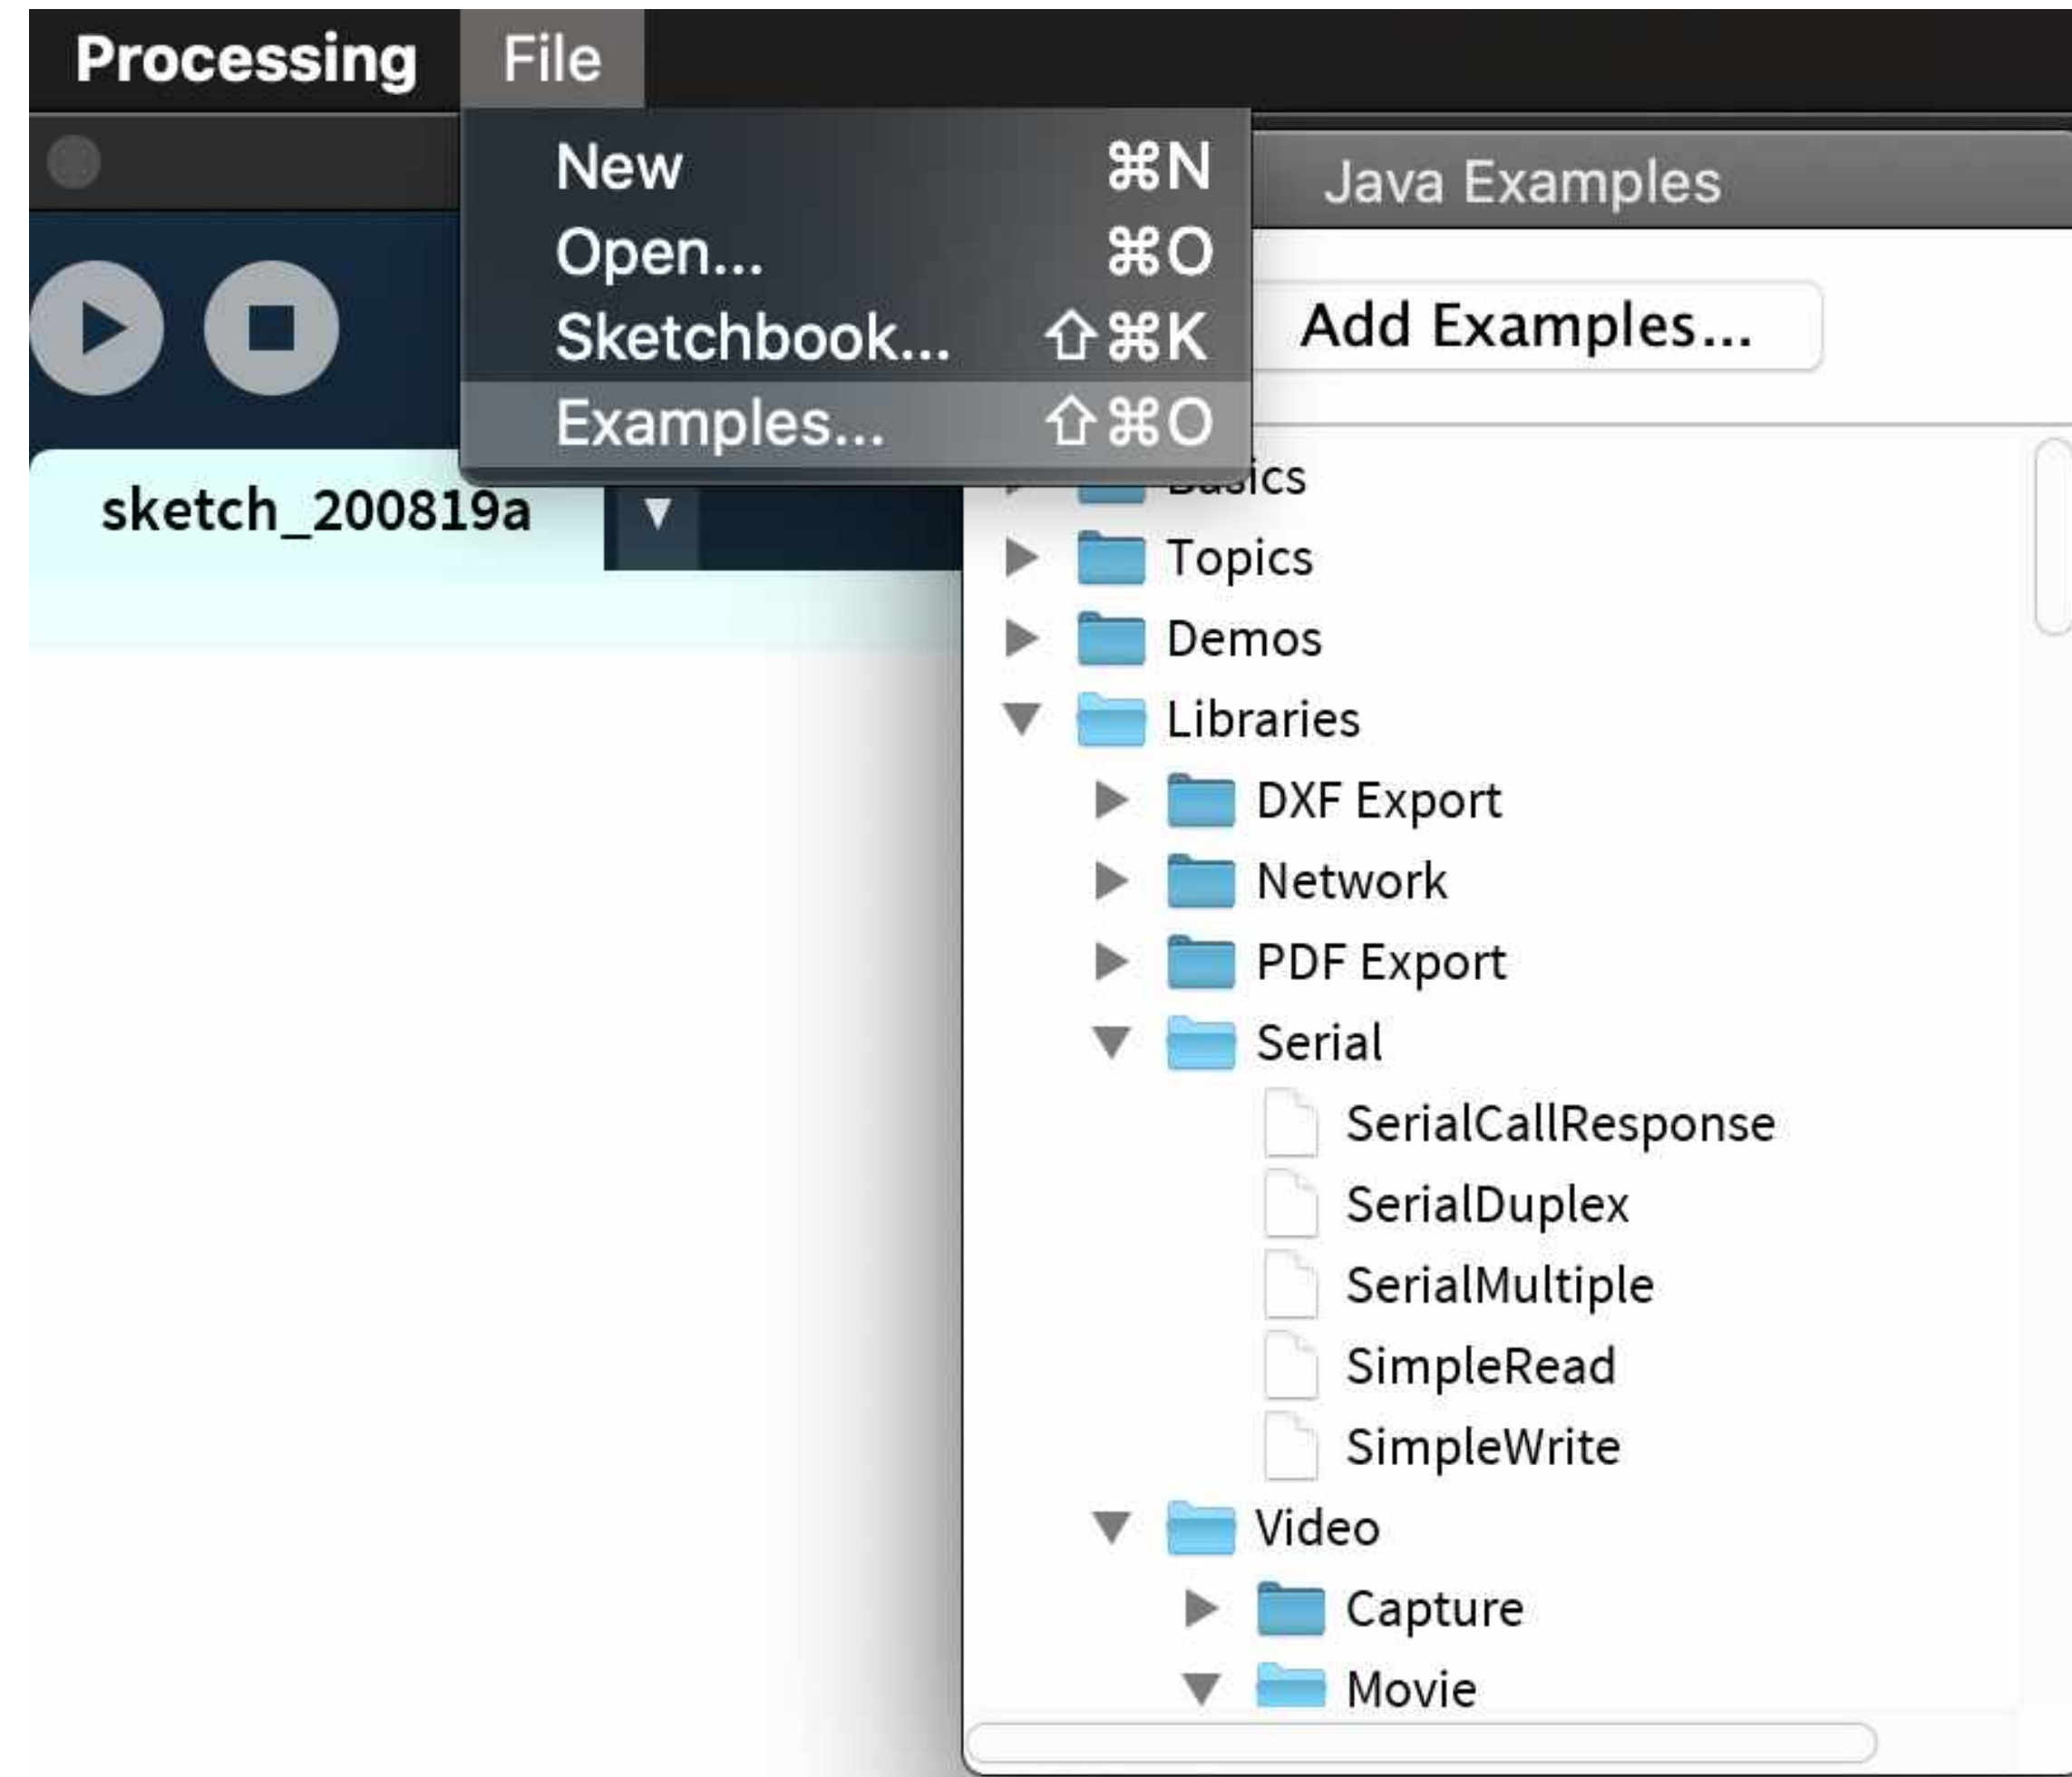 Processing File
New ⌘N
Open... ⌘O
Sketchbook... ⇧⌘K
Examples... ⇧⌘O
sketch_200819a
Java Examples
Add Examples...
Basics
Topics
Demos
Libraries
DXF Export
Network
PDF Export
Serial
SerialCallResponse
SerialDuplex
SerialMultiple
SimpleRead
SimpleWrite
Video
Capture
Movie